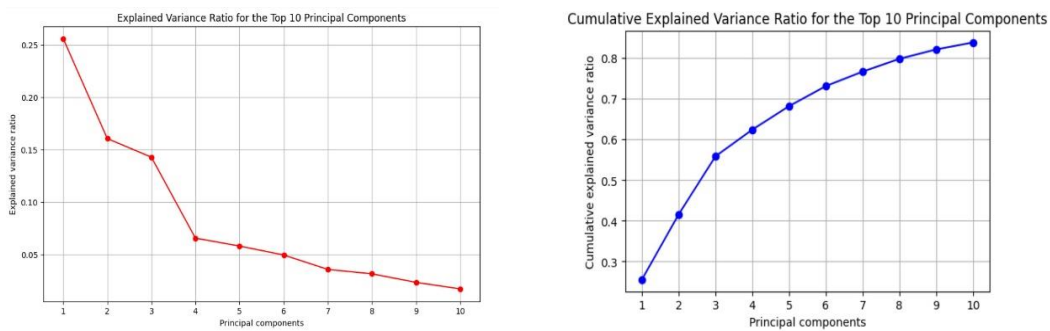 Explained Variance Ratio for the Top 10 Principal Components
0.25
0.20
0.15
0.10
0.05
Explained variance ratio
1 2 3 4 5 6 7 8 9 10
Principal components
Cumulative Explained Variance Ratio for the Top 10 Principal Components
0.8
0.7
0.6
0.5
0.4
0.3
Cumulative explained variance ratio
1 2 3 4 5 6 7 8 9 10
Principal components